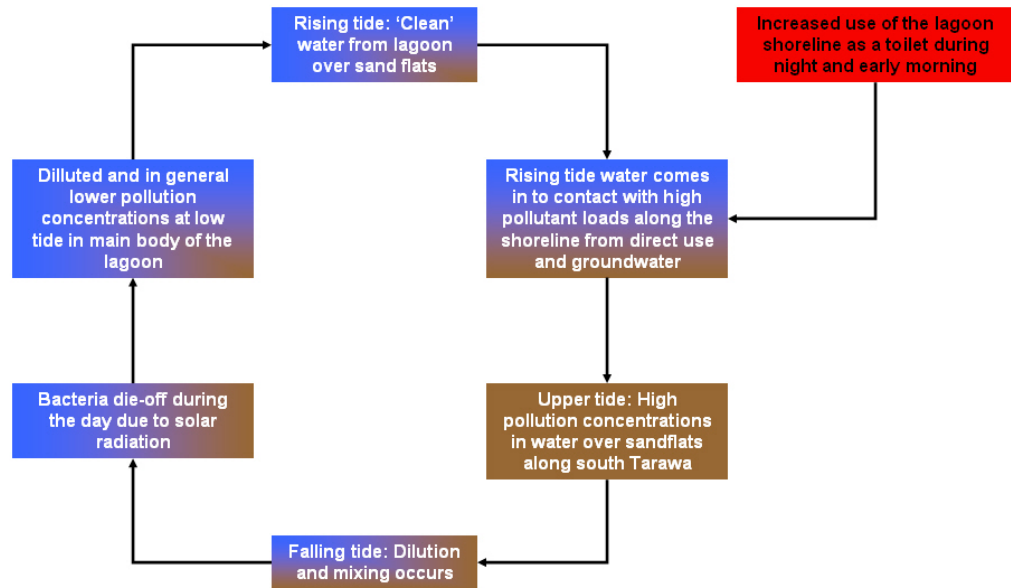 Rising tide: ‘Clean’
water from lagoon
over sand flats
Increased use of the lagoon
shoreline as a toilet during
night and early morning
Dilluted and in general
lower pollution
concentrations at low
tide in main body of the
lagoon
Rising tide water comes
in to contact with high
pollutant loads along the
shoreline from direct use
and groundwater
Bacteria die-off during
the day due to solar
radiation
Upper tide: High
pollution concentrations
in water over sandflats
along south Tarawa
Falling tide: Dilution
and mixing occurs